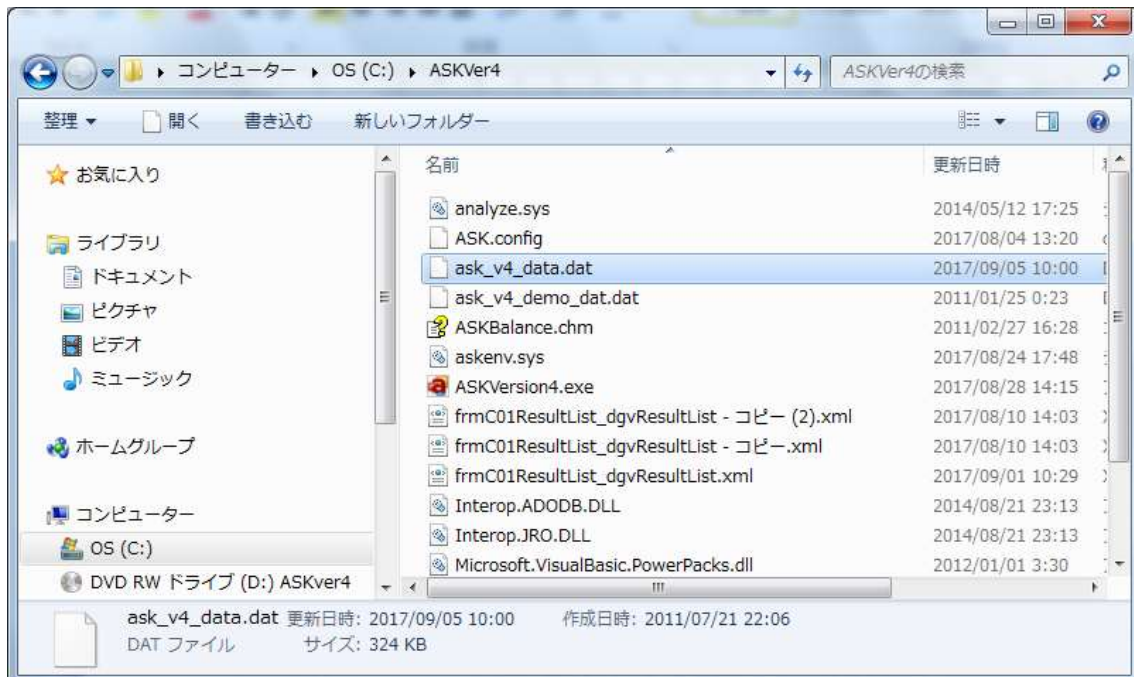 コンピューター ▸ OS (C:) ▸ ASKVer4
ASKVer4の検索
整理 開く 書き込む 新しいフォルダー
お気に入り
ライブラリ
ドキュメント
ピクチャ
ビデオ
ミュージック
ホームグループ
コンピューター
OS (C:)
DVD RW ドライブ (D:) ASKver4
名前 更新日時
analyze.sys 2014/05/12 17:25
ASK.config 2017/08/04 13:20
ask_v4_data.dat 2017/09/05 10:00
ask_v4_demo_dat.dat 2011/01/25 0:23
ASKBalance.chm 2011/02/27 16:28
askenv.sys 2017/08/24 17:48
ASKVersion4.exe 2017/08/28 14:15
frmC01ResultList_dgvResultList - コピー (2).xml 2017/08/10 14:03
frmC01ResultList_dgvResultList - コピー.xml 2017/08/10 14:03
frmC01ResultList_dgvResultList.xml 2017/09/01 10:29
Interop.ADODB.DLL 2014/08/21 23:13
Interop.JRO.DLL 2014/08/21 23:13
Microsoft.VisualBasic.PowerPacks.dll 2012/01/01 3:30
ask_v4_data.dat 更新日時: 2017/09/05 10:00 作成日時: 2011/07/21 22:06
DAT ファイル サイズ: 324 KB